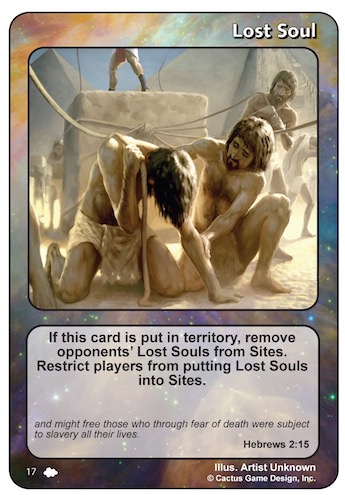 Lost Soul
If this card is put in territory, remove
opponents’ Lost Souls from Sites.
Restrict players from putting Lost Souls
into Sites.
and might free those who through fear of death were subject
to slavery all their lives.
Hebrews 2:15
17
Illus. Artist Unknown
© Cactus Game Design, Inc.